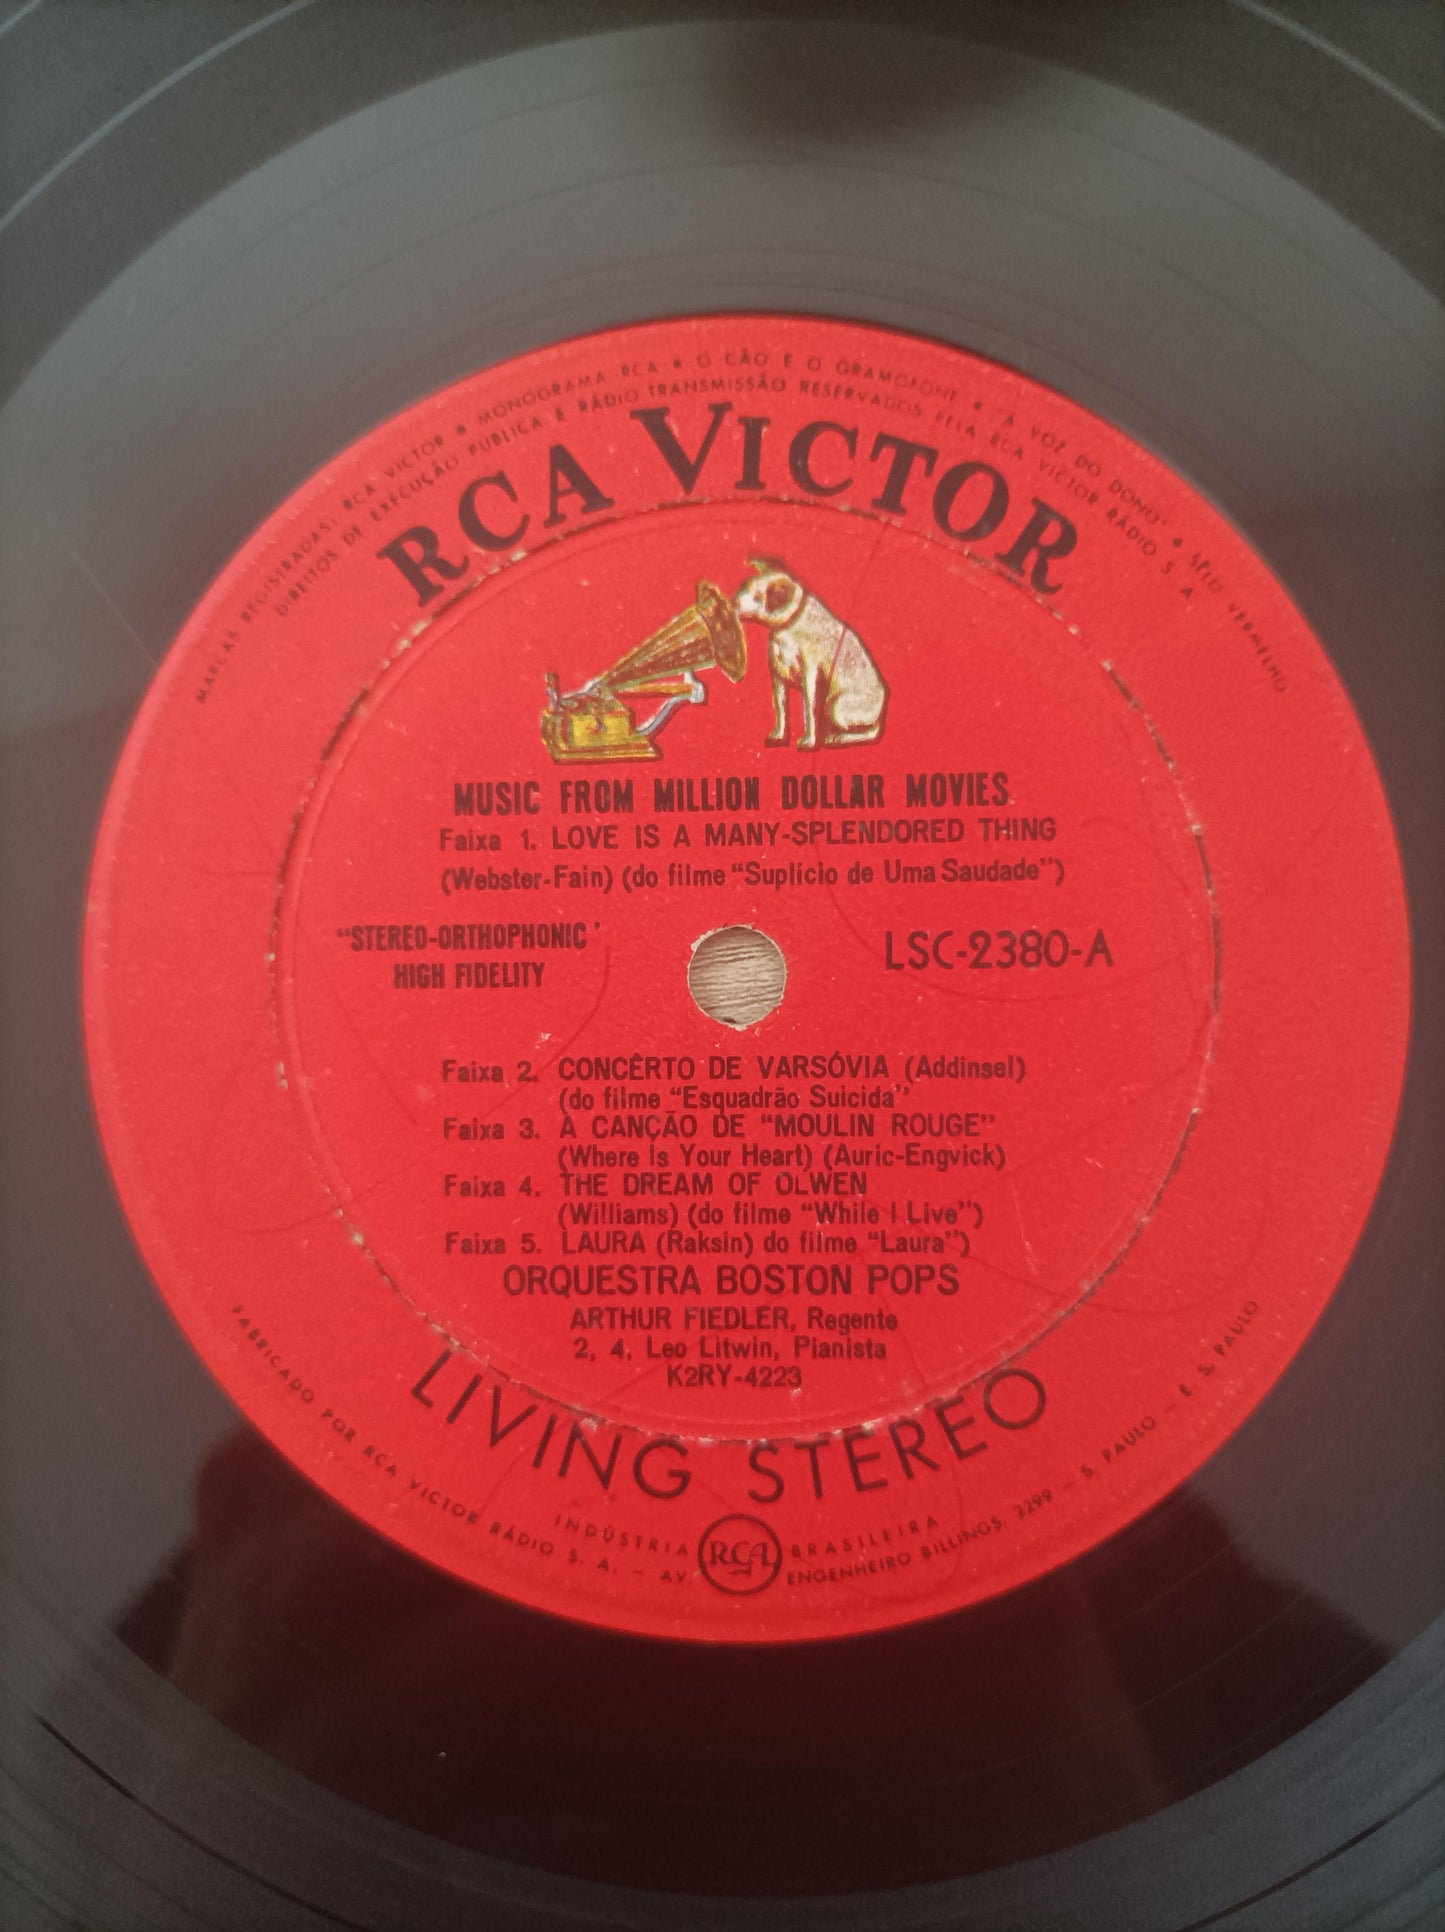 MARCAS REGISTRADAS: RCA VICTOR • MONOGRAMA RCA • O CÃO E O GRAMOFONE • "A VOZ DO DONO" • SELO VERMELHO
DIREITOS DE EXECUÇÃO PÚBLICA E RÁDIO TRANSMISSÃO RESERVADOS PELA RCA VICTOR RÁDIO S. A.
RCA VICTOR
MUSIC FROM MILLION DOLLAR MOVIES
Faixa 1. LOVE IS A MANY-SPLENDORED THING
(Webster-Fain) (do filme "Suplício de Uma Saudade")
"STEREO-ORTHOPHONIC'
HIGH FIDELITY
LSC-2380-A
Faixa 2. CONCÊRTO DE VARSÓVIA (Addinsel)
(do filme "Esquadrão Suicida"
Faixa 3. A CANÇÃO DE "MOULIN ROUGE"
(Where Is Your Heart) (Auric-Engvick)
Faixa 4. THE DREAM OF OLWEN
(Williams) (do filme "While I Live")
Faixa 5. LAURA (Raksin) do filme "Laura")
ORQUESTRA BOSTON POPS
ARTHUR FIEDLER, Regente
2, 4, Leo Litwin, Pianista
K2RY-4223
LIVING STEREO
INDÚSTRIA BRASILEIRA
RCA
FABRICADO POR RCA VICTOR RÁDIO S. A. - AV. ENGENHEIRO BILLINGS, 2299 - S. PAULO - E. S. PAULO